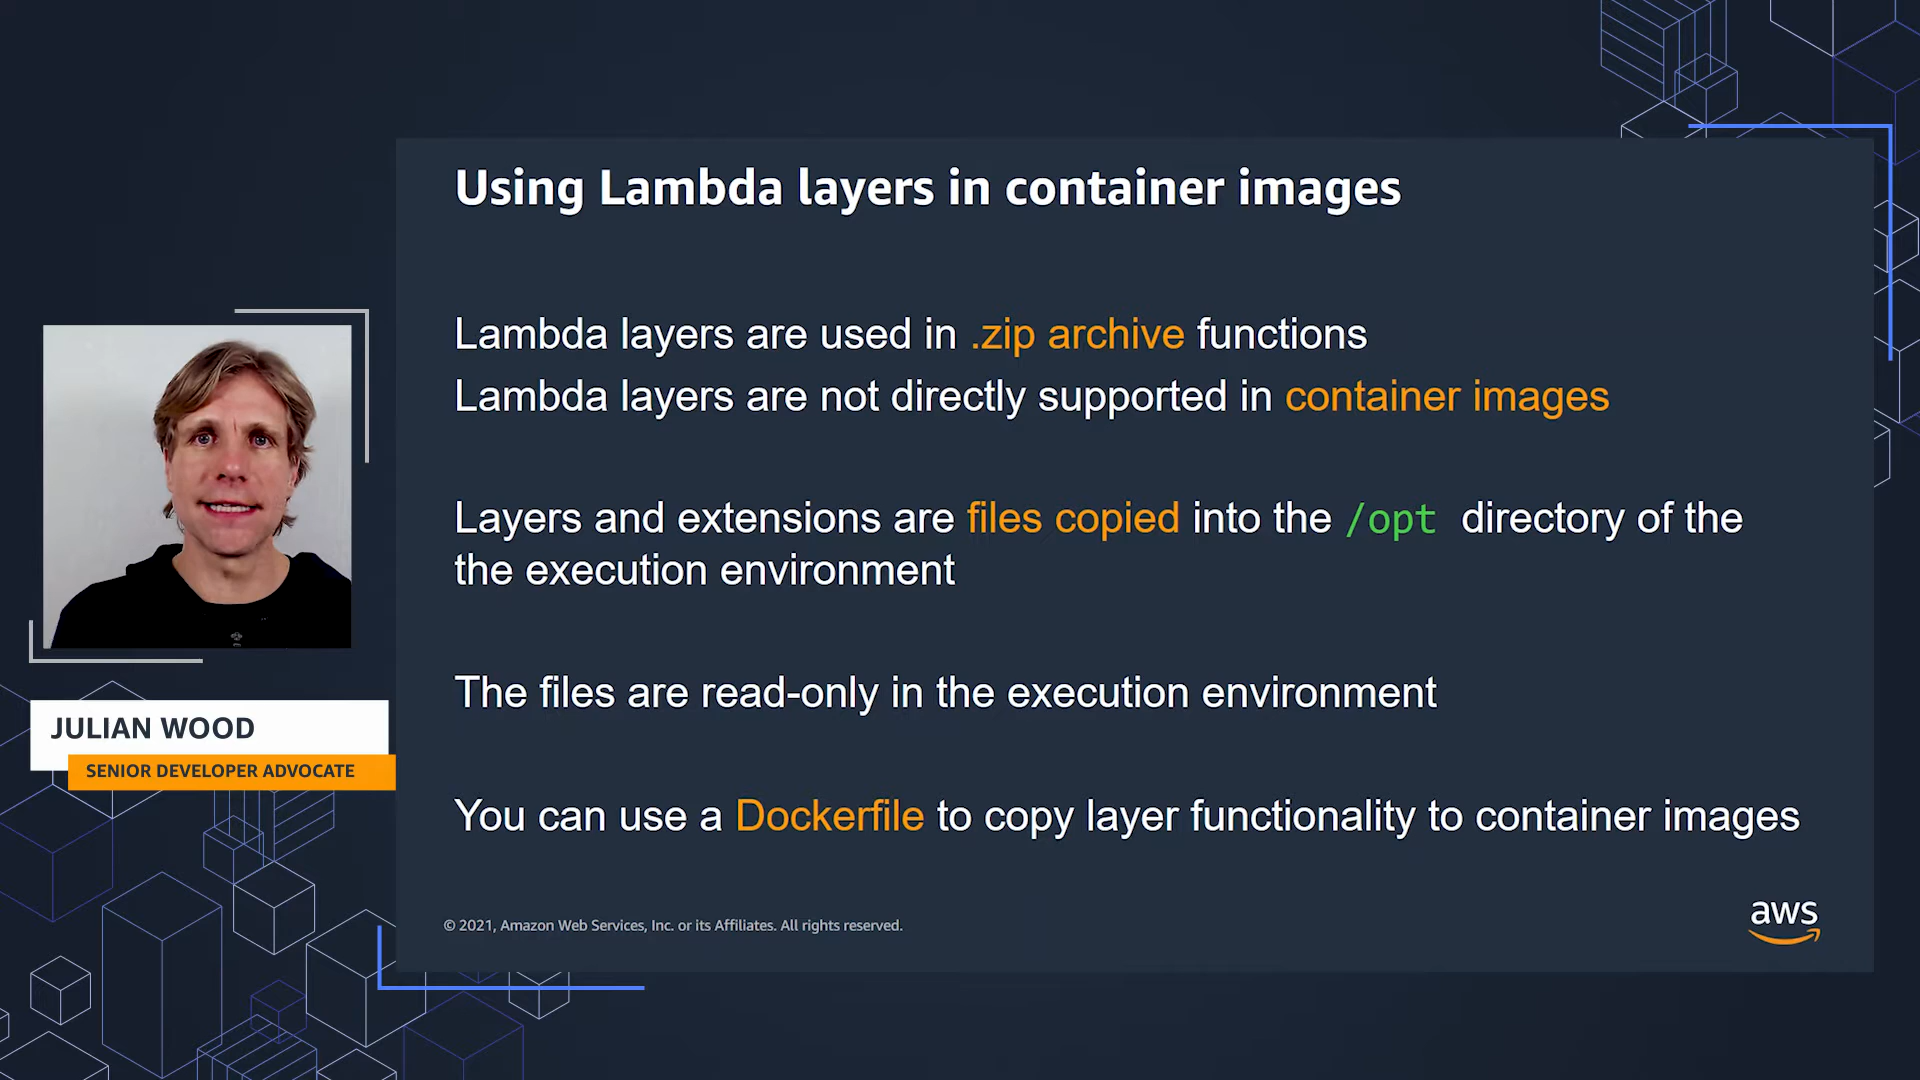 Using Lambda layers in container images
Lambda layers are used in .zip archive functions
Lambda layers are not directly supported in container images
Layers and extensions are files copied into the /opt directory of the
the execution environment
The files are read-only in the execution environment
You can use a Dockerfile to copy layer functionality to container images
JULIAN WOOD
SENIOR DEVELOPER ADVOCATE
© 2021, Amazon Web Services, Inc. or its Affiliates. All rights reserved.
aws